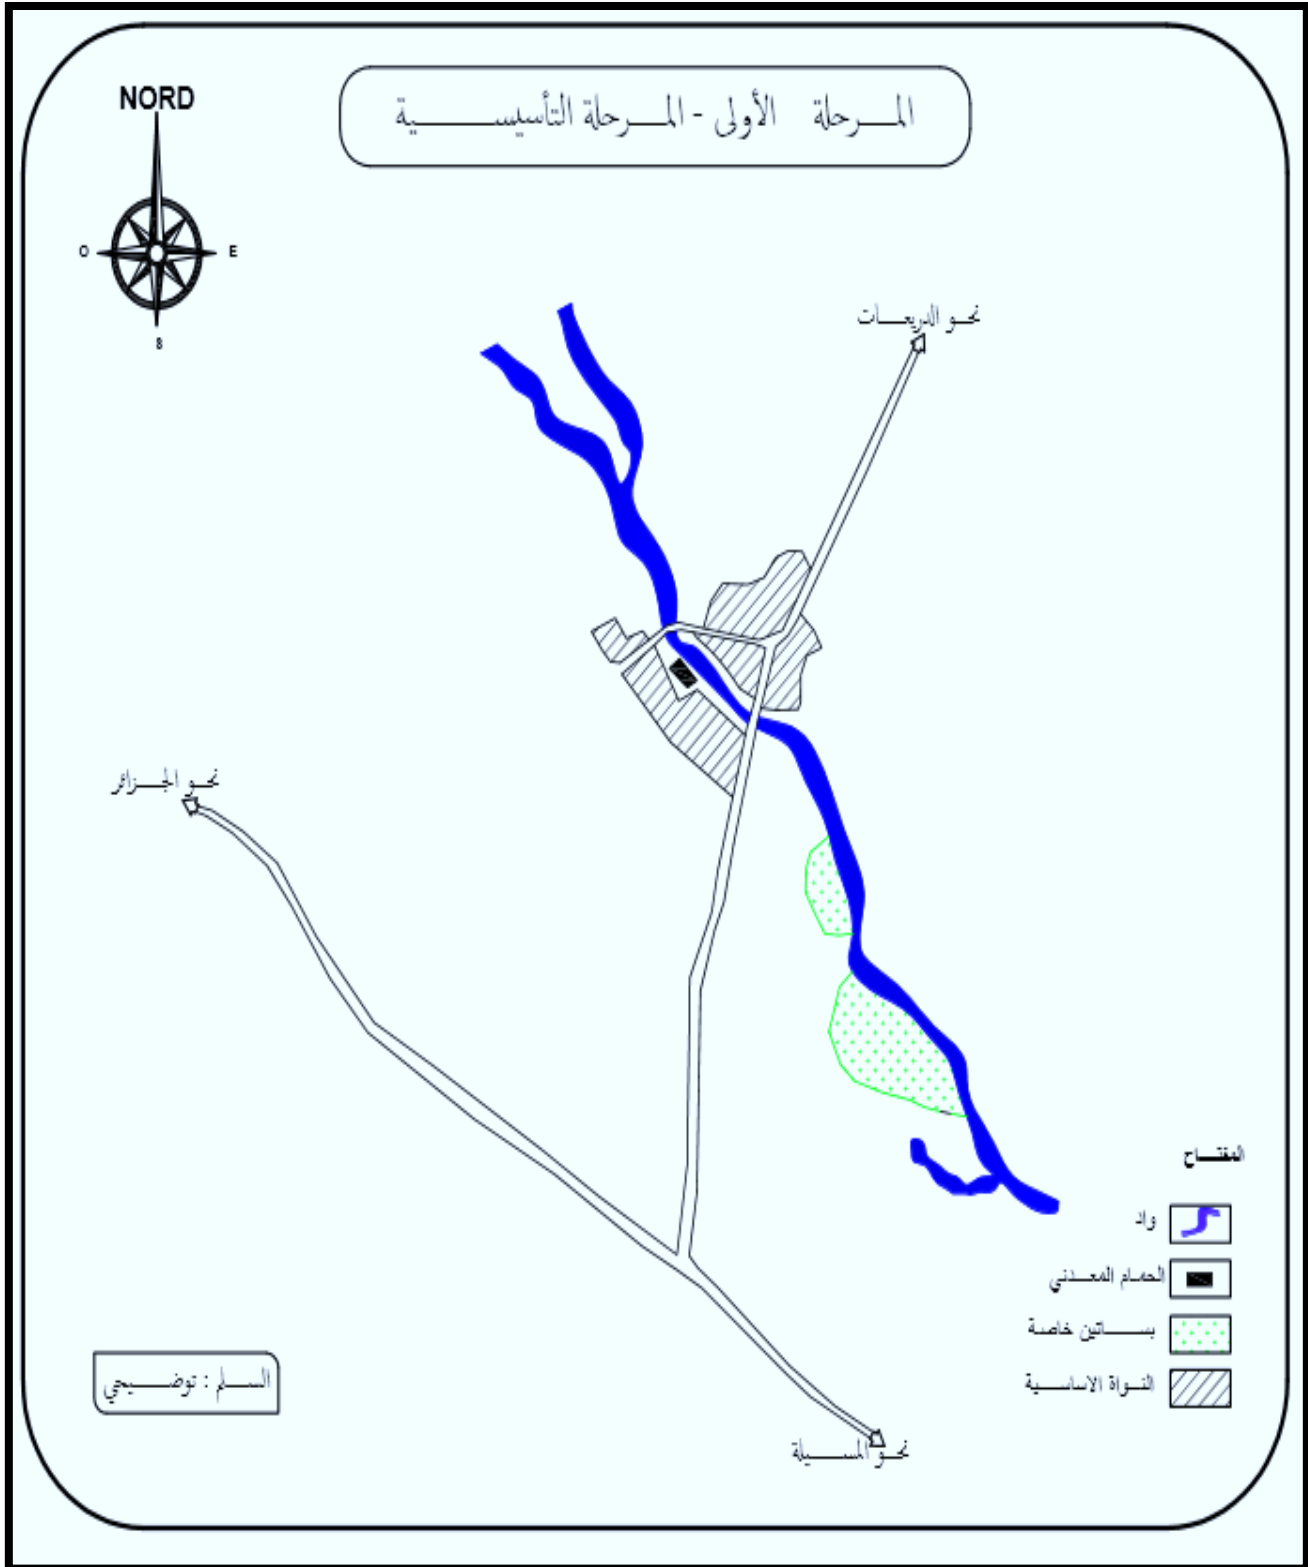 المرحلة الأولى - المرحلة التأسيسية
NORD
O
E
S
نحو الدريعات
نحو الجزائر
المفتاح
واد
الحمام المعدني
بساتين خاصة
النواة الاساسية
السلم : توضيحي
نحو المسيلة